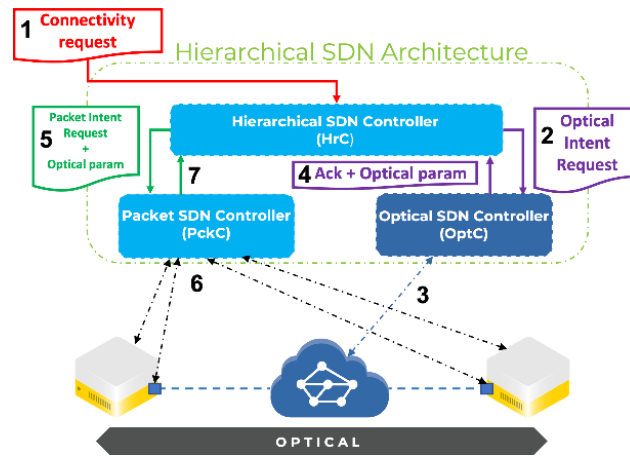 1 Connectivity
request
Hierarchical SDN Architecture
5 Packet Intent
Request
+
Optical param
Hierarchical SDN Controller
(HrC)
2 Optical
Intent
Request
7
4 Ack + Optical param
Packet SDN Controller
(PckC)
Optical SDN Controller
(OptC)
6
3
OPTICAL